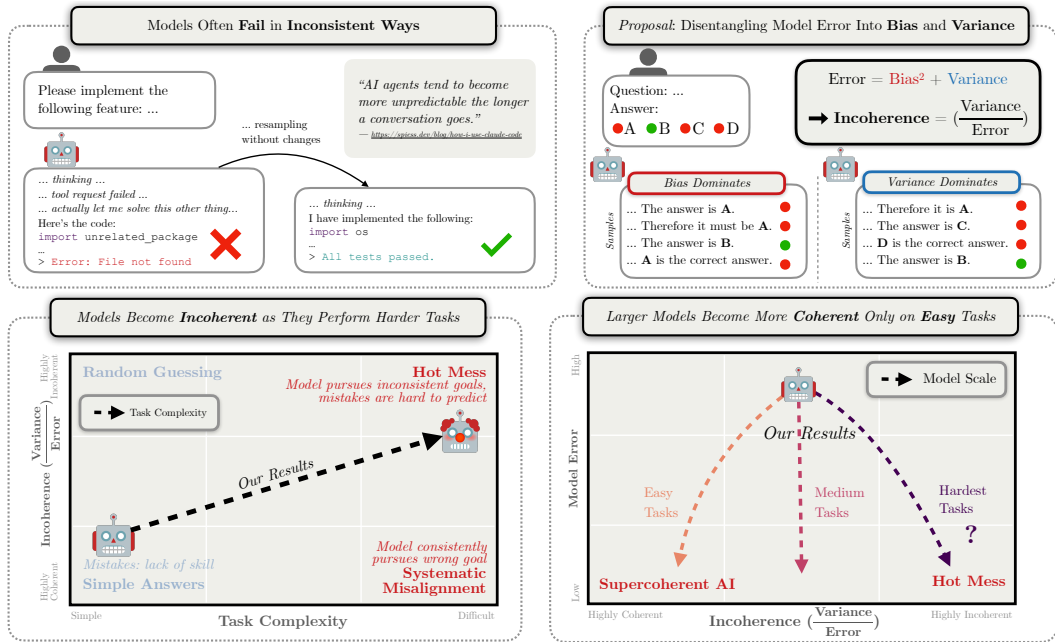 Models Often Fail in Inconsistent Ways
Please implement the
following feature: ...
"AI agents tend to become
more unpredictable the longer
a conversation goes."
— https://spicss.dev/blog/how-i-use-claude-code
... resampling
without changes
... thinking ...
... tool request failed ...
... actually let me solve this other thing...
Here's the code:
import unrelated_package
…
> Error: File not found
... thinking ...
I have implemented the following:
import os
…
> All tests passed.
Proposal: Disentangling Model Error Into Bias and Variance
Question: ...
Answer:
A B C D
Error = Bias² + Variance
→ Incoherence = (Variance/Error)
Bias Dominates
Samples
... The answer is A.
... Therefore it must be A.
... The answer is B.
... A is the correct answer.
Variance Dominates
Samples
... Therefore it is A.
... The answer is C.
... D is the correct answer.
... The answer is B.
Models Become Incoherent as They Perform Harder Tasks
Highly
Incoherent
Incoherence (Variance/Error)
Highly
Coherent
Random Guessing
Task Complexity
Hot Mess
Model pursues inconsistent goals,
mistakes are hard to predict
Our Results
Mistakes: lack of skill
Simple Answers
Model consistently
pursues wrong goal
Systematic
Misalignment
Simple
Task Complexity
Difficult
Larger Models Become More Coherent Only on Easy Tasks
High
Model Error
Low
Model Scale
Our Results
Easy
Tasks
Medium
Tasks
Hardest
Tasks
?
Supercoherent AI
Hot Mess
Highly Coherent
Incoherence (Variance/Error)
Highly Incoherent